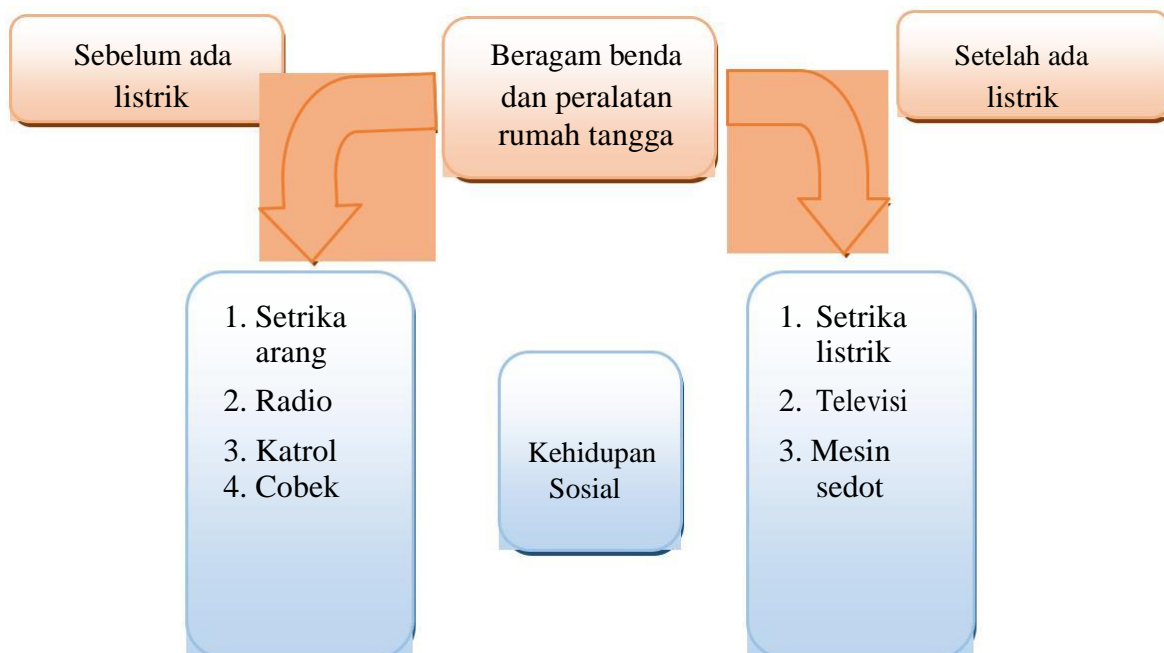 Sebelum ada
listrik
Beragam benda
dan peralatan
rumah tangga
Setelah ada
listrik
1. Setrika
arang
2. Radio
3. Katrol
4. Cobek
Kehidupan
Sosial
1. Setrika
listrik
2. Televisi
3. Mesin
sedot